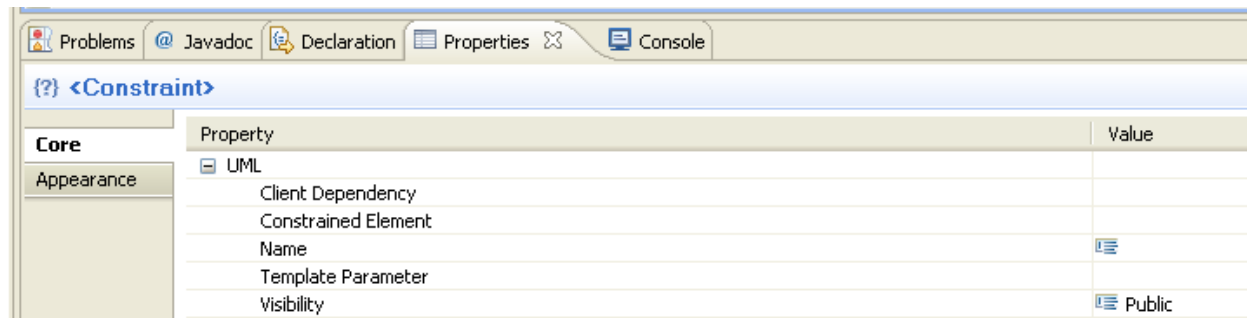 Problems @ Javadoc Declaration Properties Console
{?} <Constraint>
Core
Appearance
Property Value
UML
Client Dependency
Constrained Element
Name
Template Parameter
Visibility Public